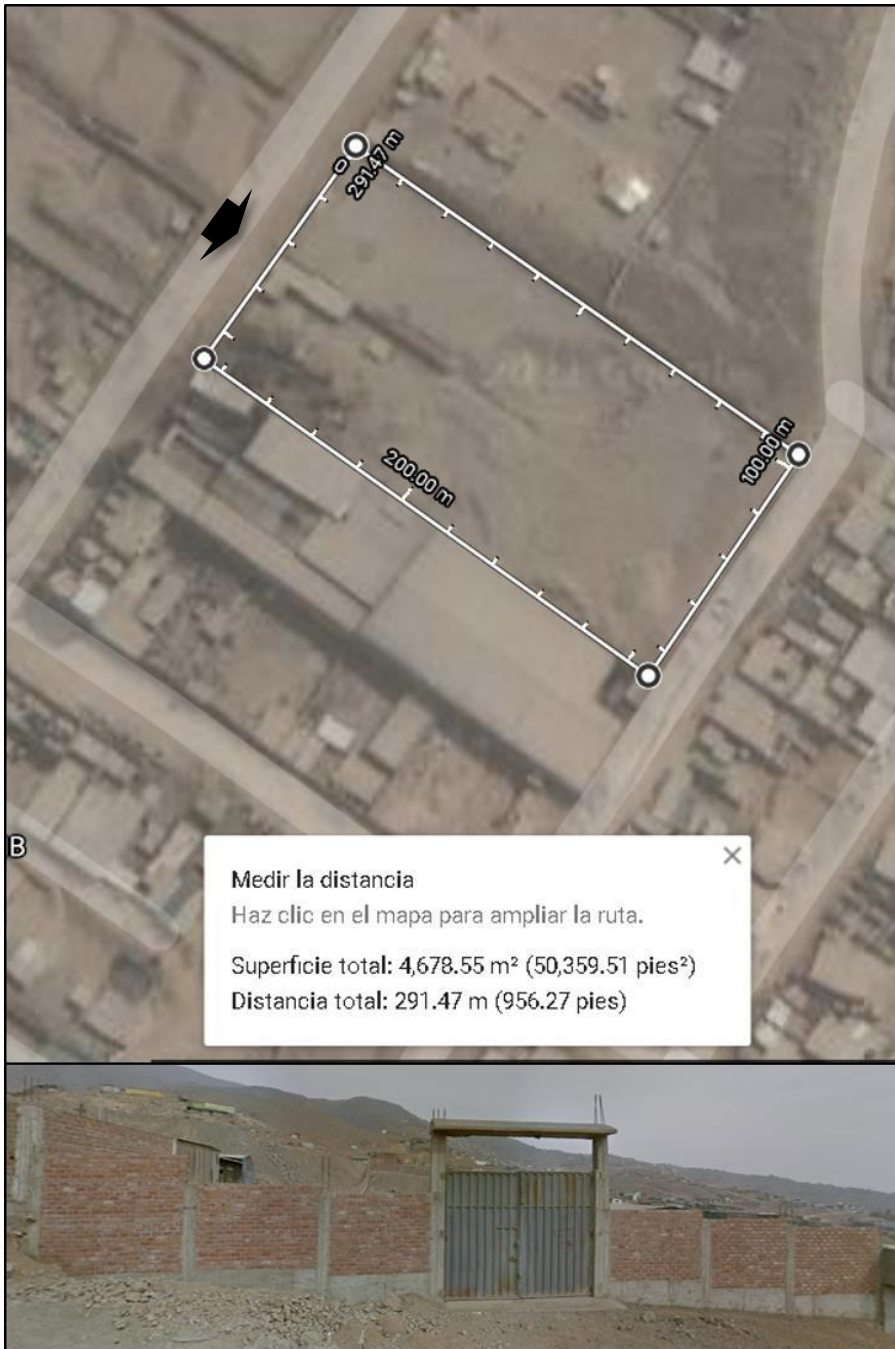 0
291.47 m
100.00 m
200.00 m
B
Medir la distancia
Haz clic en el mapa para ampliar la ruta.
Superficie total: 4,678.55 m² (50,359.51 pies²)
Distancia total: 291.47 m (956.27 pies)